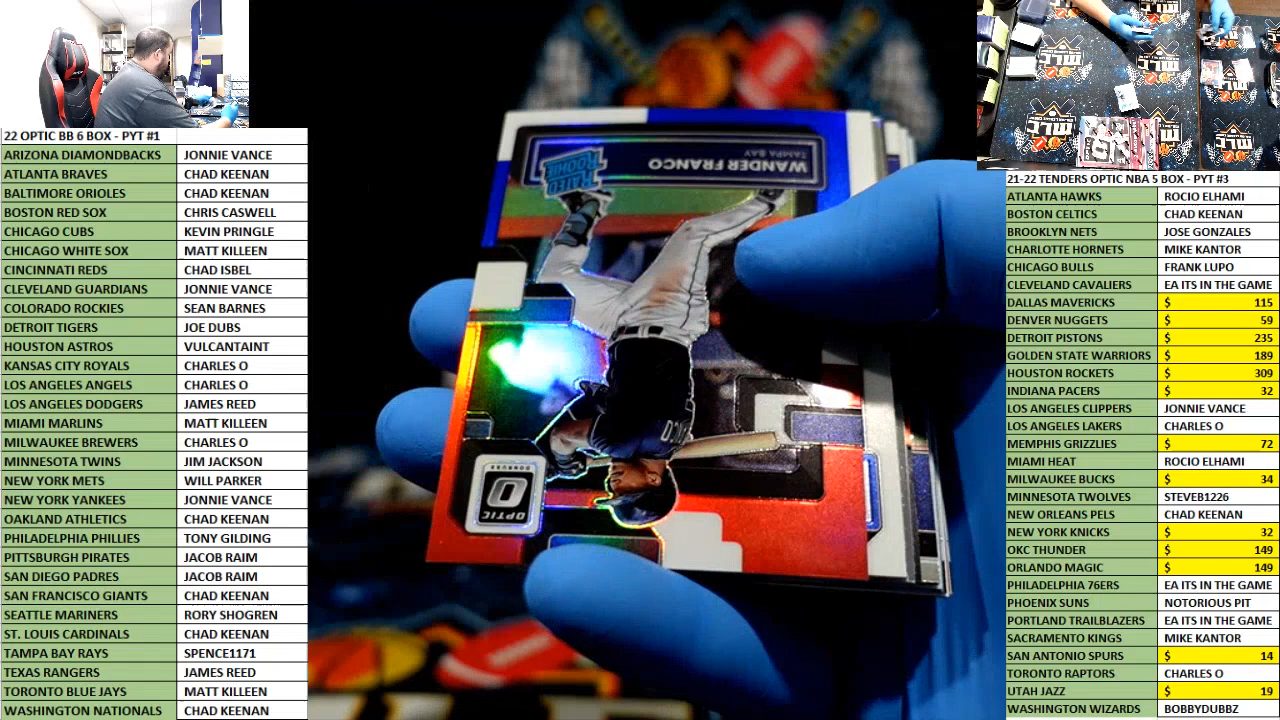 22 OPTIC BB 6 BOX - PYT #1
ARIZONA DIAMONDBACKS JONNIE VANCE
ATLANTA BRAVES CHAD KEENAN
BALTIMORE ORIOLES CHAD KEENAN
BOSTON RED SOX CHRIS CASWELL
CHICAGO CUBS KEVIN PRINGLE
CHICAGO WHITE SOX MATT KILLEEN
CINCINNATI REDS CHAD ISBEL
CLEVELAND GUARDIANS JONNIE VANCE
COLORADO ROCKIES SEAN BARNES
DETROIT TIGERS JOE DUBS
HOUSTON ASTROS VULCANTAINT
KANSAS CITY ROYALS CHARLES O
LOS ANGELES ANGELS CHARLES O
LOS ANGELES DODGERS JAMES REED
MIAMI MARLINS MATT KILLEEN
MILWAUKEE BREWERS CHARLES O
MINNESOTA TWINS JIM JACKSON
NEW YORK METS WILL PARKER
NEW YORK YANKEES JONNIE VANCE
OAKLAND ATHLETICS CHAD KEENAN
PHILADELPHIA PHILLIES TONY GILDING
PITTSBURGH PIRATES JACOB RAIM
SAN DIEGO PADRES JACOB RAIM
SAN FRANCISCO GIANTS CHAD KEENAN
SEATTLE MARINERS RORY SHOGREN
ST. LOUIS CARDINALS CHAD KEENAN
TAMPA BAY RAYS SPENCE1171
TEXAS RANGERS JAMES REED
TORONTO BLUE JAYS MATT KILLEEN
WASHINGTON NATIONALS CHAD KEENAN
RATED
ROOKIE
WANDER FRANCO
TAMPA BAY
DONRUSS
OPTIC
MLC
21-22 TENDERS OPTIC NBA 5 BOX - PYT #3
ATLANTA HAWKS ROCIO ELHAMI
BOSTON CELTICS CHAD KEENAN
BROOKLYN NETS JOSE GONZALES
CHARLOTTE HORNETS MIKE KANTOR
CHICAGO BULLS FRANK LUPO
CLEVELAND CAVALIERS EA ITS IN THE GAME
DALLAS MAVERICKS $ 115
DENVER NUGGETS $ 59
DETROIT PISTONS $ 235
GOLDEN STATE WARRIORS $ 189
HOUSTON ROCKETS $ 309
INDIANA PACERS $ 32
LOS ANGELES CLIPPERS JONNIE VANCE
LOS ANGELES LAKERS CHARLES O
MEMPHIS GRIZZLIES $ 72
MIAMI HEAT ROCIO ELHAMI
MILWAUKEE BUCKS $ 34
MINNESOTA TWOLVES STEVEB1226
NEW ORLEANS PELS CHAD KEENAN
NEW YORK KNICKS $ 32
OKC THUNDER $ 149
ORLANDO MAGIC $ 149
PHILADELPHIA 76ERS EA ITS IN THE GAME
PHOENIX SUNS NOTORIOUS PIT
PORTLAND TRAILBLAZERS EA ITS IN THE GAME
SACRAMENTO KINGS MIKE KANTOR
SAN ANTONIO SPURS $ 14
TORONTO RAPTORS CHARLES O
UTAH JAZZ $ 19
WASHINGTON WIZARDS BOBBYDUBBZ